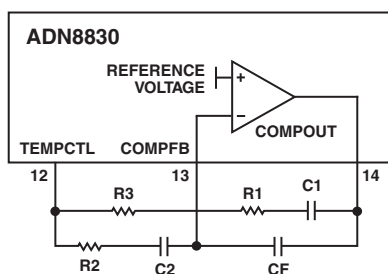 ADN8830
REFERENCE
VOLTAGE
+
−
COMPOUT
TEMPCTL COMPFB
12 13 14
R3 R1 C1
R2 C2 CF